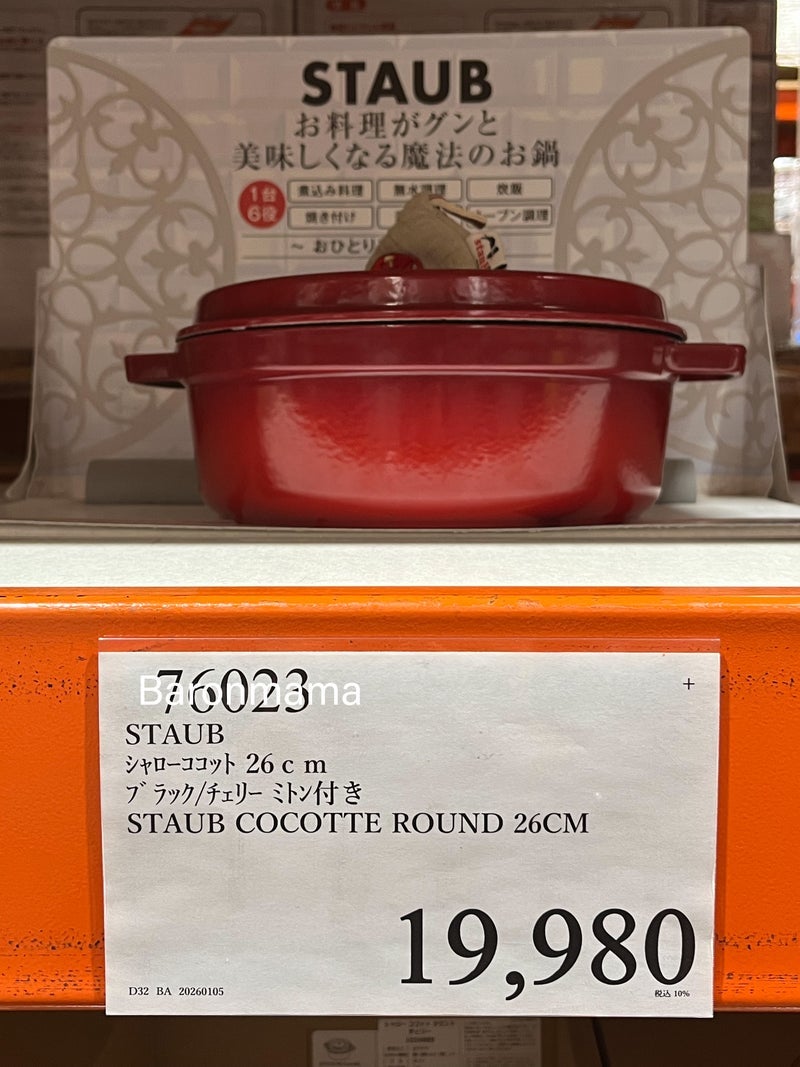 STAUB
お料理がグンと
美味しくなる魔法のお鍋
1台
6役
煮込み料理 無水調理 炊飯
焼き付け ーブン調理
～ おひとり
staub
76023
Baronmama
+
STAUB
シャローココット 26ｃｍ
ブラック/チェリー ミトン付き
STAUB COCOTTE ROUND 26CM
19,980
D32 BA 20260105
税込 10%